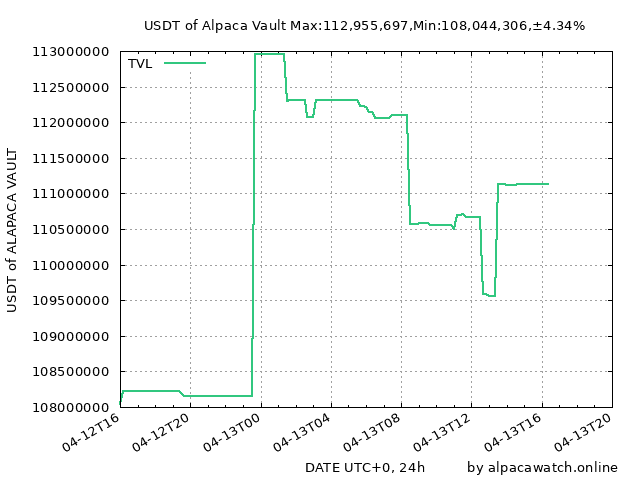 USDT of Alpaca Vault Max:112,955,697,Min:108,044,306,±4.34%
TVL
113000000
112500000
112000000
111500000
111000000
110500000
110000000
109500000
109000000
108500000
108000000
USDT of ALAPACA VAULT
04-12T16
04-12T20
04-13T00
04-13T04
04-13T08
04-13T12
04-13T16
04-13T20
DATE UTC+0, 24h
by alpacawatch.online